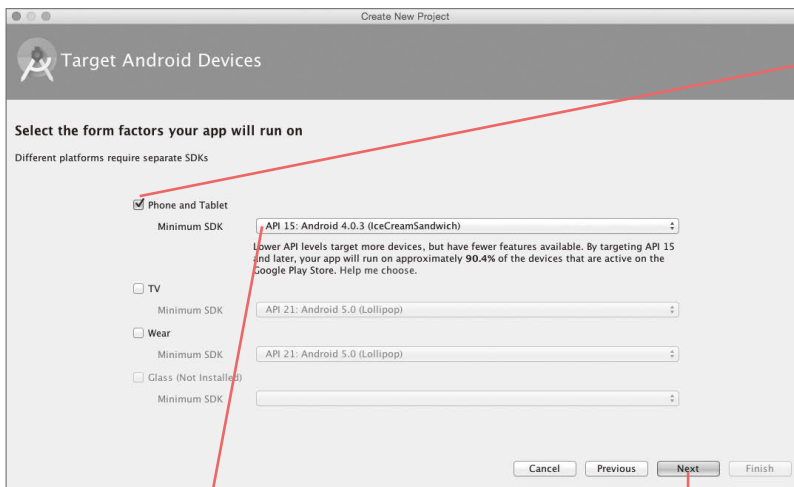 Create New Project
Target Android Devices
Select the form factors your app will run on
Different platforms require separate SDKs
Phone and Tablet
Minimum SDK API 15: Android 4.0.3 (IceCreamSandwich)
Lower API levels target more devices, but have fewer features available. By targeting API 15
and later, your app will run on approximately 90.4% of the devices that are active on the
Google Play Store. Help me choose.
TV
Minimum SDK API 21: Android 5.0 (Lollipop)
Wear
Minimum SDK API 21: Android 5.0 (Lollipop)
Glass (Not Installed)
Minimum SDK
Cancel Previous Next Finish